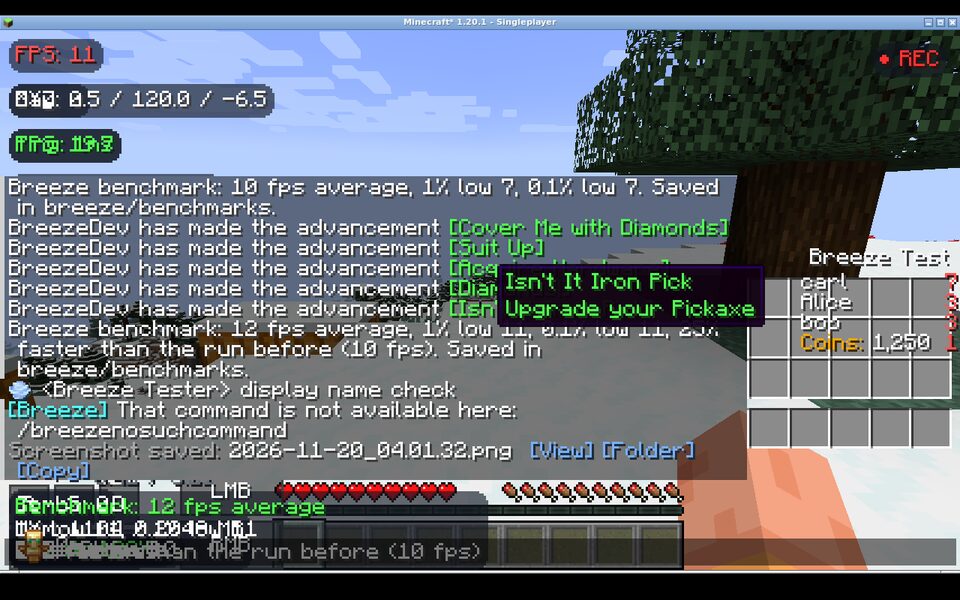 Minecraft* 1.20.1 - Singleplayer
FPS: 11
REC
0.5 / 120.0 / -6.5
Breeze benchmark: 10 fps average, 1% low 7, 0.1% low 7. Saved
in breeze/benchmarks.
BreezeDev has made the advancement [Cover Me with Diamonds]
BreezeDev has made the advancement [Suit Up]
BreezeDev has made the advancement
BreezeDev has made the advancement
BreezeDev has made the advancement
Isn't It Iron Pick
Upgrade your Pickaxe
Breeze benchmark: 12 fps average, 1% low 11, 0.1% low 11,
faster than the run before (10 fps). Saved in
breeze/benchmarks.
<Breeze Tester> display name check
[Breeze] That command is not available here:
/breezenosuchcommand
Screenshot saved: 2026-11-20_04.01.32.png [View] [Folder]
[Copy]
Breeze Test
carl
Alice
bop
Coins: 1,250
LMB
Benchmark: 12 fps average
the run before (10 fps)